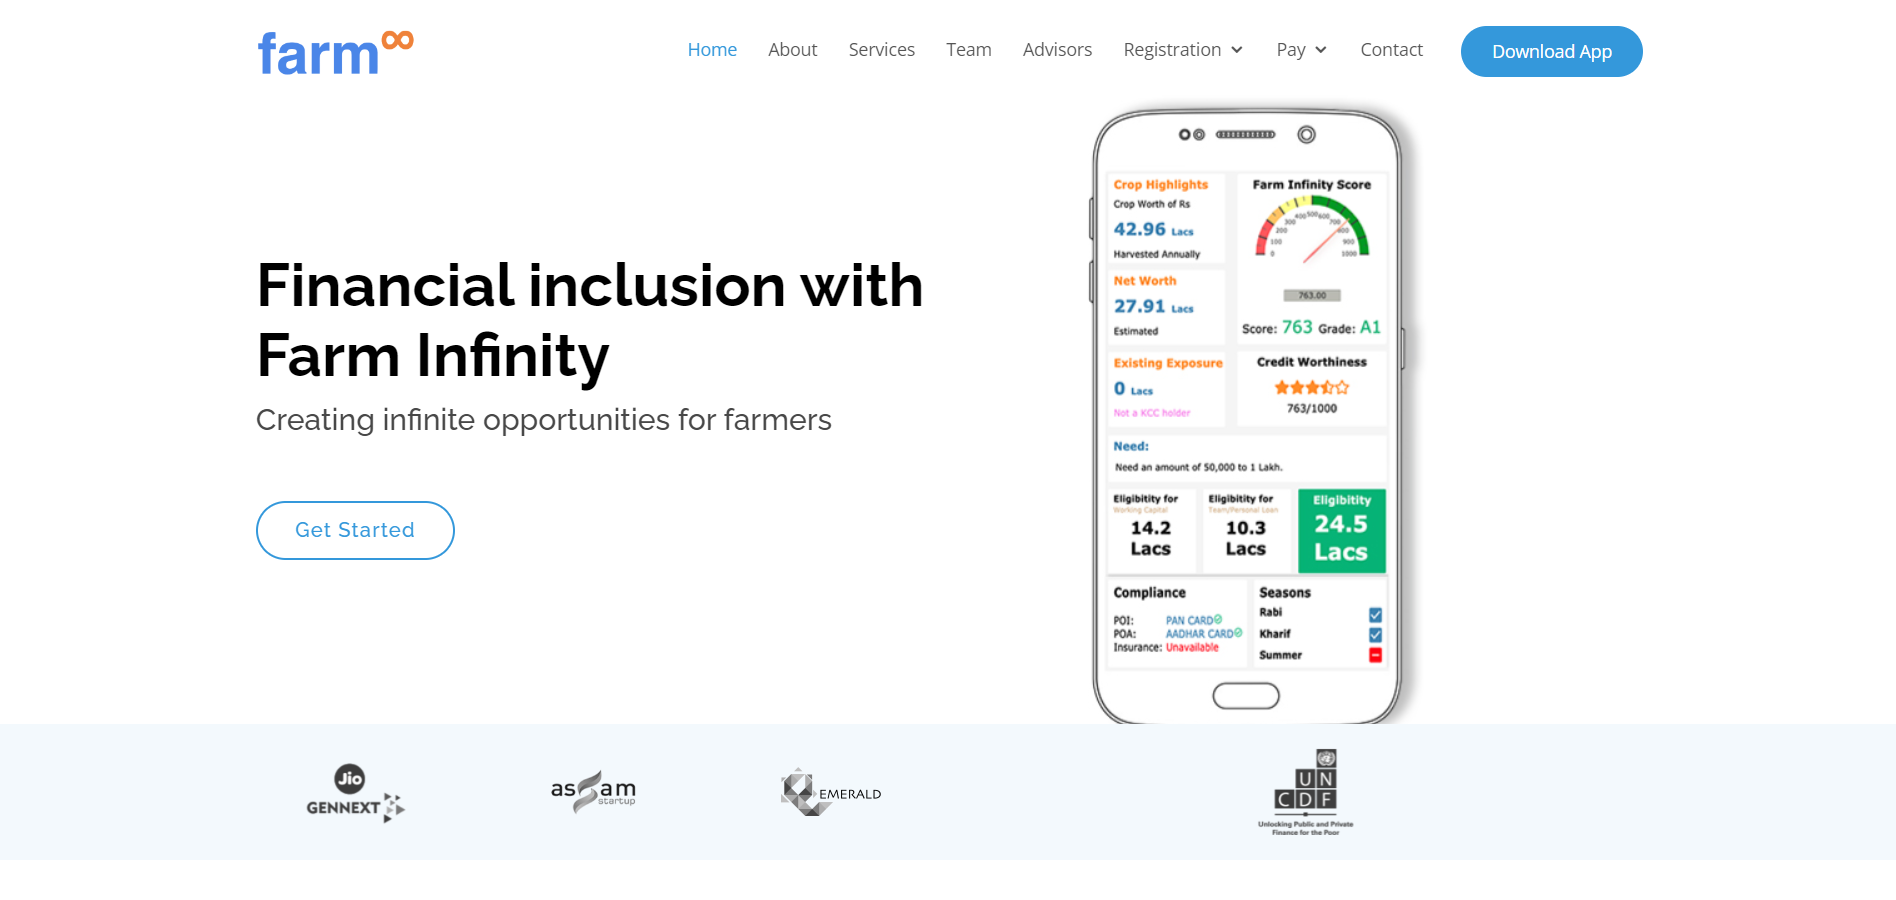 farm∞
Home About Services Team Advisors Registration Pay Contact Download App
Financial inclusion with
Farm Infinity
Creating infinite opportunities for farmers
Get Started
Crop Highlights
Crop Worth of Rs
42.96 Lacs
Harvested Annually
Net Worth
27.91 Lacs
Estimated
Existing Exposure
0 Lacs
Not a KCC holder
Farm Infinity Score
0 100 200 300 400 500 600 700 800 900 1000
763.00
Score: 763 Grade: A1
Credit Worthiness
763/1000
Need:
Need an amount of 50,000 to 1 Lakh.
Eligibitity for
Working Capital
14.2
Lacs
Eligibitity for
Team/Personal Loan
10.3
Lacs
Eligibitity
24.5
Lacs
Compliance
POI: PAN CARD
POA: AADHAR CARD
Insurance: Unavailable
Seasons
Rabi
Kharif
Summer
Jio
GENNEXT
assam
startup
EMERALD
UN
CDF
Unlocking Public and Private
Finance for the Poor